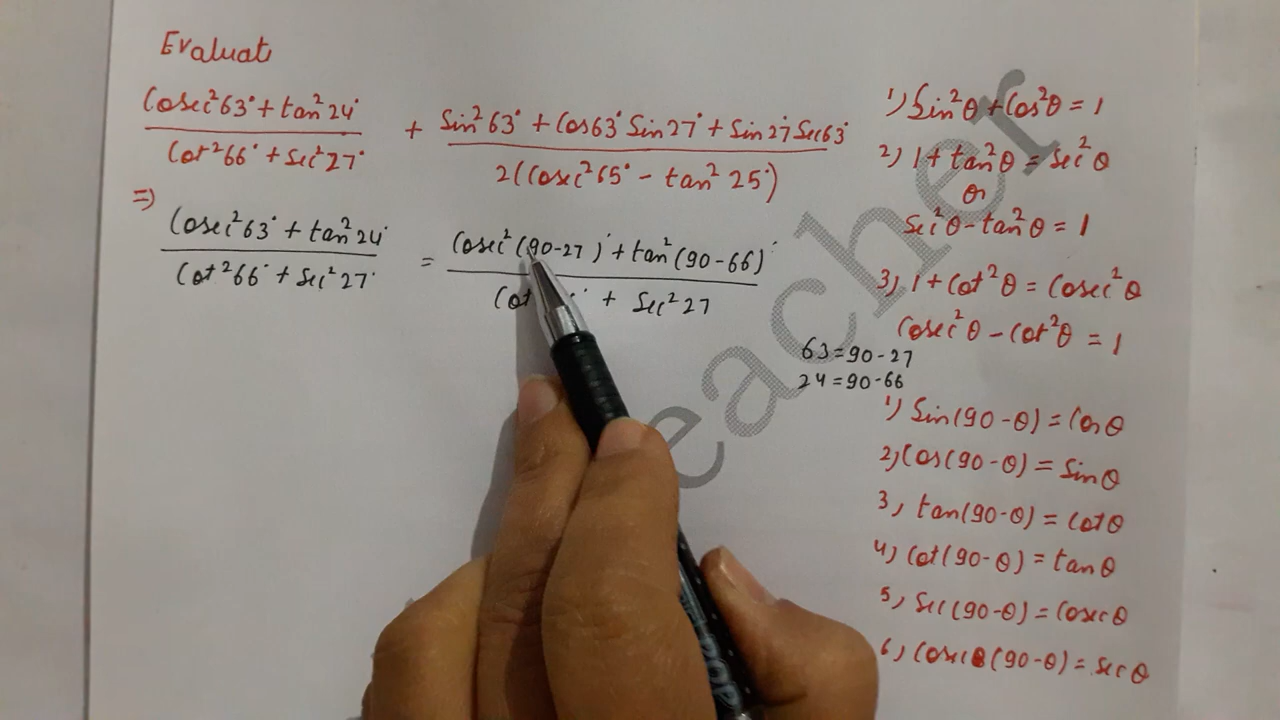 Evaluat
Cosec²63° + tan²24° / Cot²66° + Sec²27° + Sin²63° + Cos63° Sin27° + Sin27° Sec63° / 2(Cosec²65° - tan²25°)
=> Cosec²63° + tan²24° / Cot²66° + Sec²27° = Cosec²(90-27)° + tan²(90-66)° / Cot ° + Sec²27
1) Sin²θ + Cos²θ = 1
2) 1 + tan²θ = Sec²θ
or
Sec²θ - tan²θ = 1
3) 1 + Cot²θ = Cosec²θ
Cosec²θ - Cot²θ = 1
63 = 90-27
24 = 90-66
1) Sin(90-θ) = Cosθ
2) Cos(90-θ) = Sinθ
3) tan(90-θ) = Cotθ
4) Cot(90-θ) = tanθ
5) Sec(90-θ) = Cosecθ
6) Cosec(90-θ) = Secθ
eacher